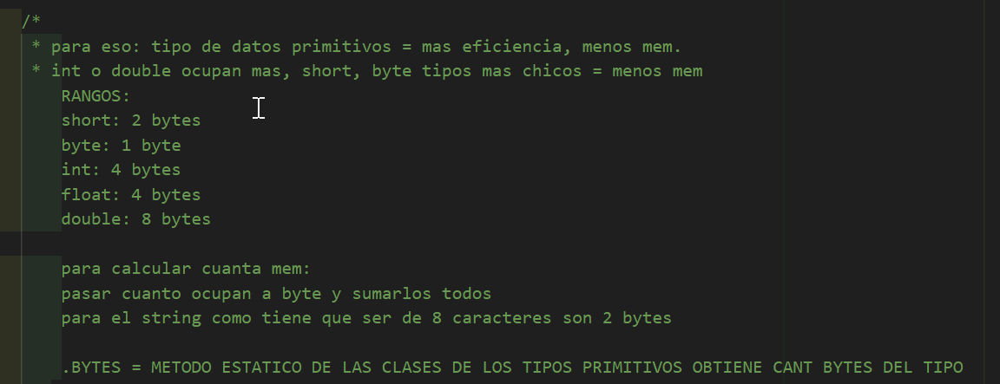 /*
* para eso: tipo de datos primitivos = mas eficiencia, menos mem.
* int o double ocupan mas, short, byte tipos mas chicos = menos mem
RANGOS:
short: 2 bytes
byte: 1 byte
int: 4 bytes
float: 4 bytes
double: 8 bytes
para calcular cuanta mem:
pasar cuanto ocupan a byte y sumarlos todos
para el string como tiene que ser de 8 caracteres son 2 bytes
.BYTES = METODO ESTATICO DE LAS CLASES DE LOS TIPOS PRIMITIVOS OBTIENE CANT BYTES DEL TIPO